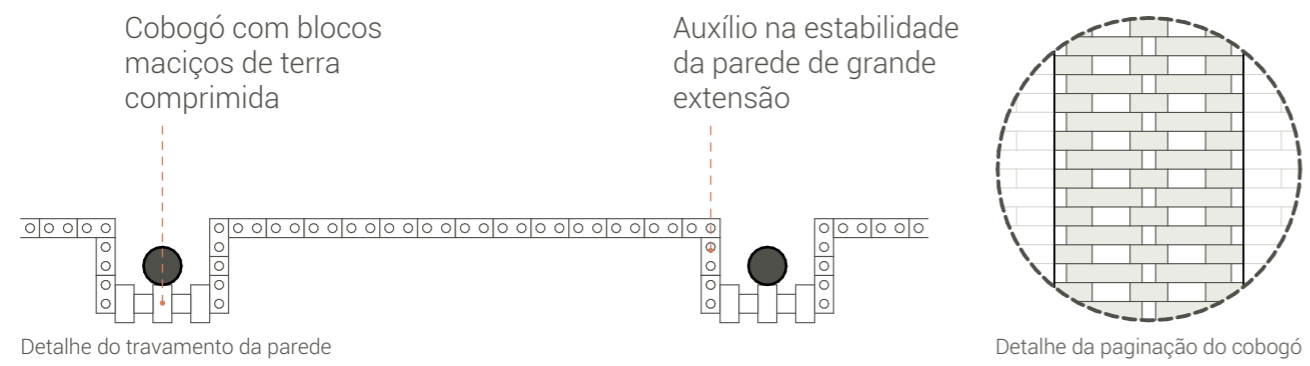 Cobogó com blocos
maciços de terra
comprimida
Auxílio na estabilidade
da parede de grande
extensão
Detalhe do travamento da parede
Detalhe da paginação do cobogó